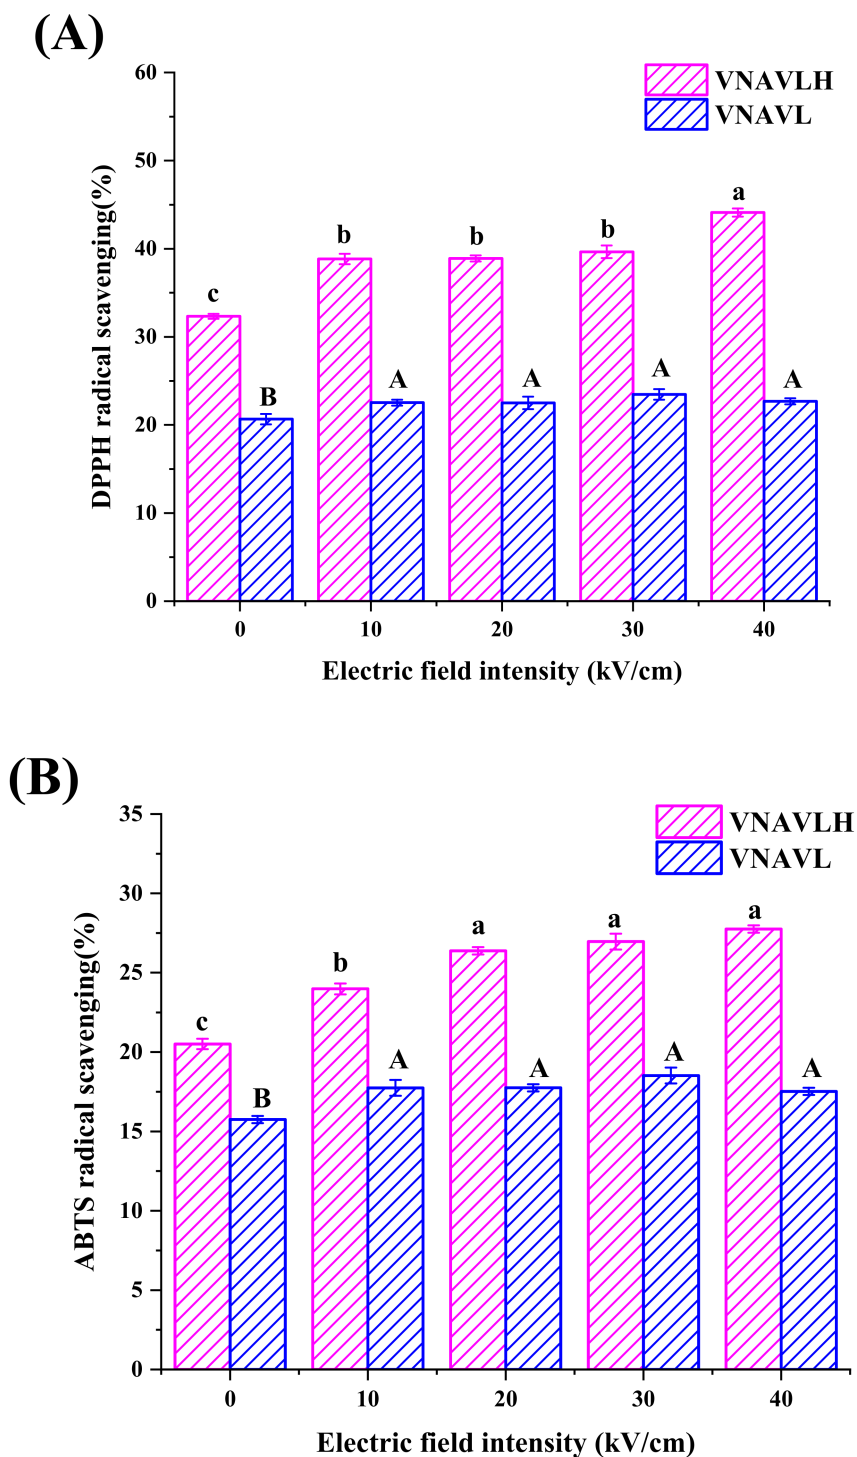 (A)
60
50
40
30
20
10
0
DPPH radical scavenging(%)
VNAVLH
VNAVL
c
B
b
A
b
A
b
A
a
A
0 10 20 30 40
Electric field intensity (kV/cm)
(B)
35
30
25
20
15
10
5
0
ABTS radical scavenging(%)
VNAVLH
VNAVL
c
B
b
A
a
A
a
A
a
A
0 10 20 30 40
Electric field intensity (kV/cm)